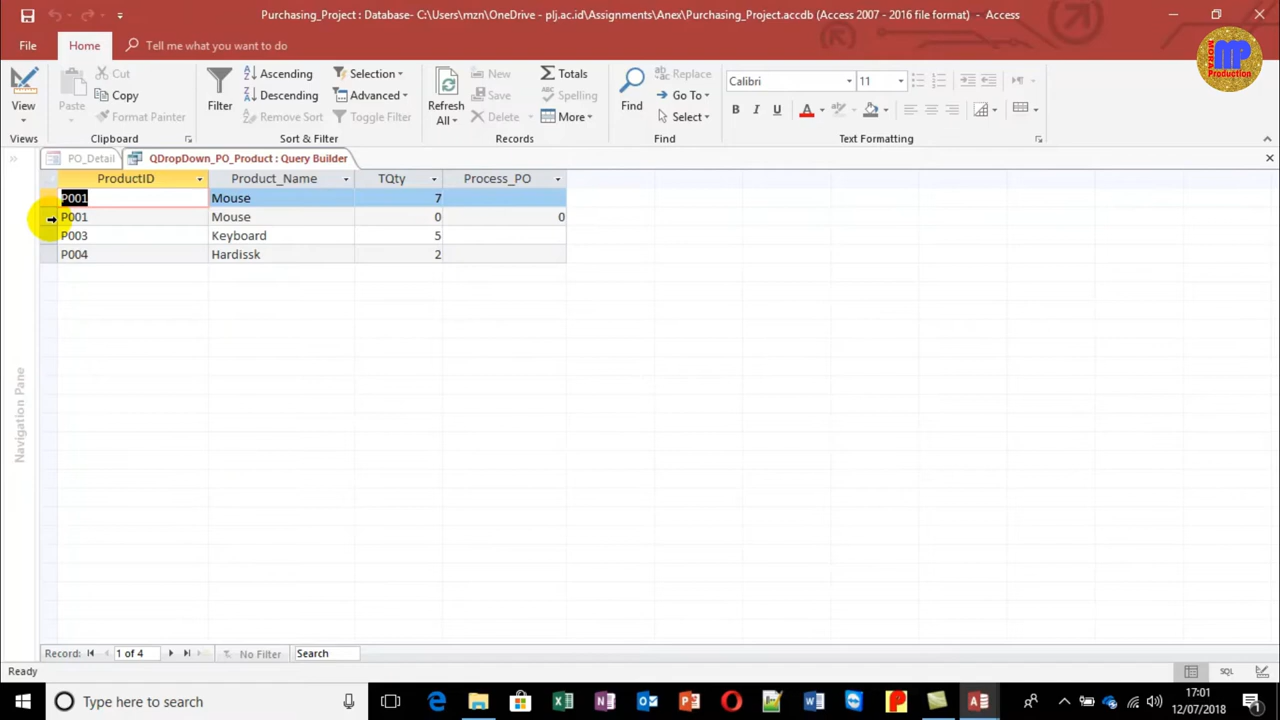 Purchasing_Project : Database- C:\Users\mzn\OneDrive - plj.ac.id\Assignments\Anex\Purchasing_Project.accdb (Access 2007 - 2016 file format) - Access
File Home Tell me what you want to do
MORA
MP
Production
View
Paste
Cut
Copy
Format Painter
Filter
Ascending
Descending
Remove Sort
Selection
Advanced
Toggle Filter
Refresh
All
New
Save
Delete
Totals
Spelling
More
Find
Replace
Go To
Select
Calibri 11
B I U A
Views Clipboard Sort & Filter Records Find Text Formatting
PO_Detail QDropDown_PO_Product : Query Builder
ProductID Product_Name TQty Process_PO
P001 Mouse 7
P001 Mouse 0 0
P003 Keyboard 5
P004 Hardissk 2
Navigation Pane
Record: 1 of 4 No Filter Search
Ready SQL
Type here to search
17:01
12/07/2018
1